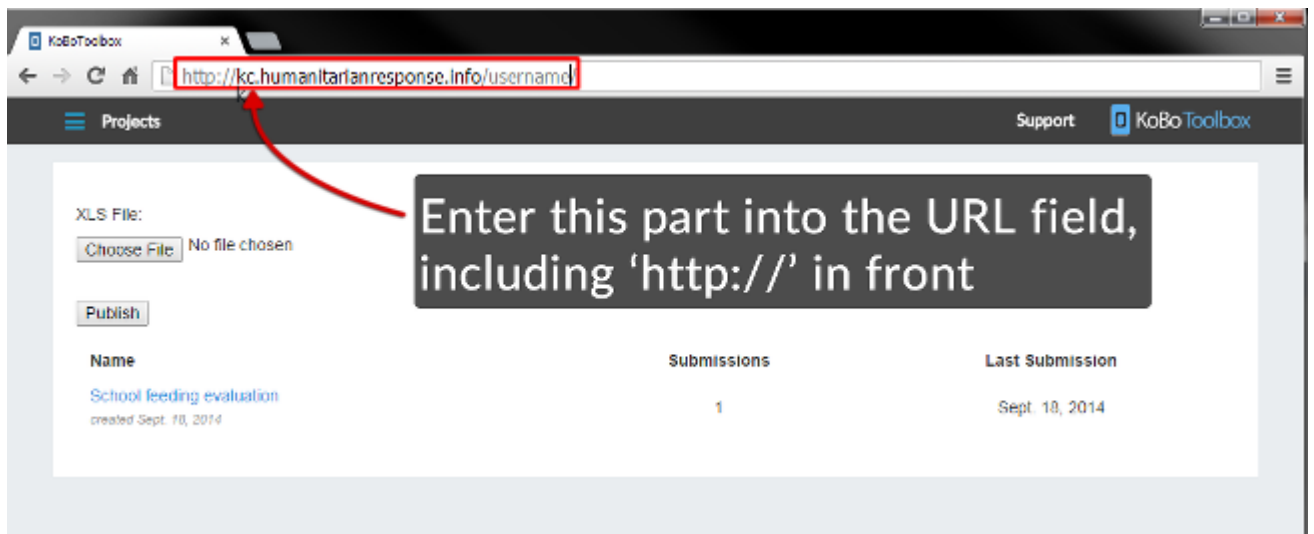 KoBoToolbox
http://kc.humanitarianresponse.info/username/
Projects
Support
KoBoToolbox
XLS File:
Choose File No file chosen
Enter this part into the URL field,
including ‘http://’ in front
Publish
Name Submissions Last Submission
School feeding evaluation
created Sept. 18, 2014
1 Sept. 18, 2014